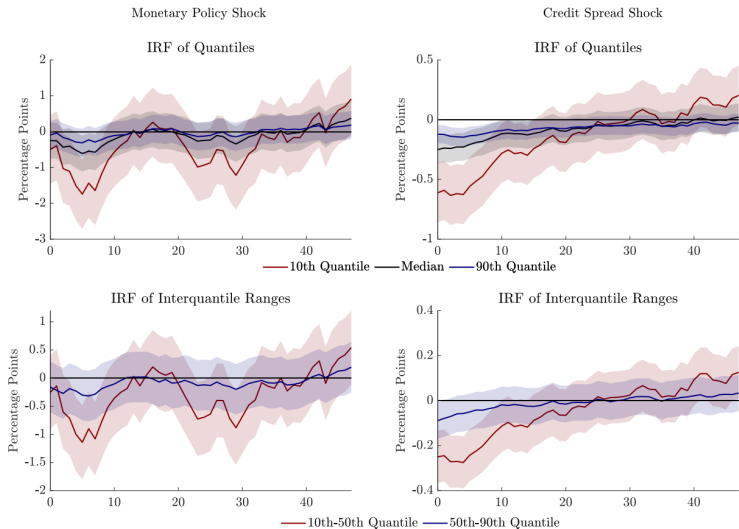 Monetary Policy Shock
Credit Spread Shock
IRF of Quantiles
IRF of Quantiles
Percentage Points
2
1
0
-1
-2
-3
0
10
20
30
40
Percentage Points
0.5
0
-0.5
-1
0
10
20
30
40
10th Quantile
Median
90th Quantile
IRF of Interquantile Ranges
IRF of Interquantile Ranges
Percentage Points
1
0.5
0
-0.5
-1
-1.5
-2
0
10
20
30
40
Percentage Points
0.4
0.2
0
-0.2
-0.4
0
10
20
30
40
10th-50th Quantile
50th-90th Quantile